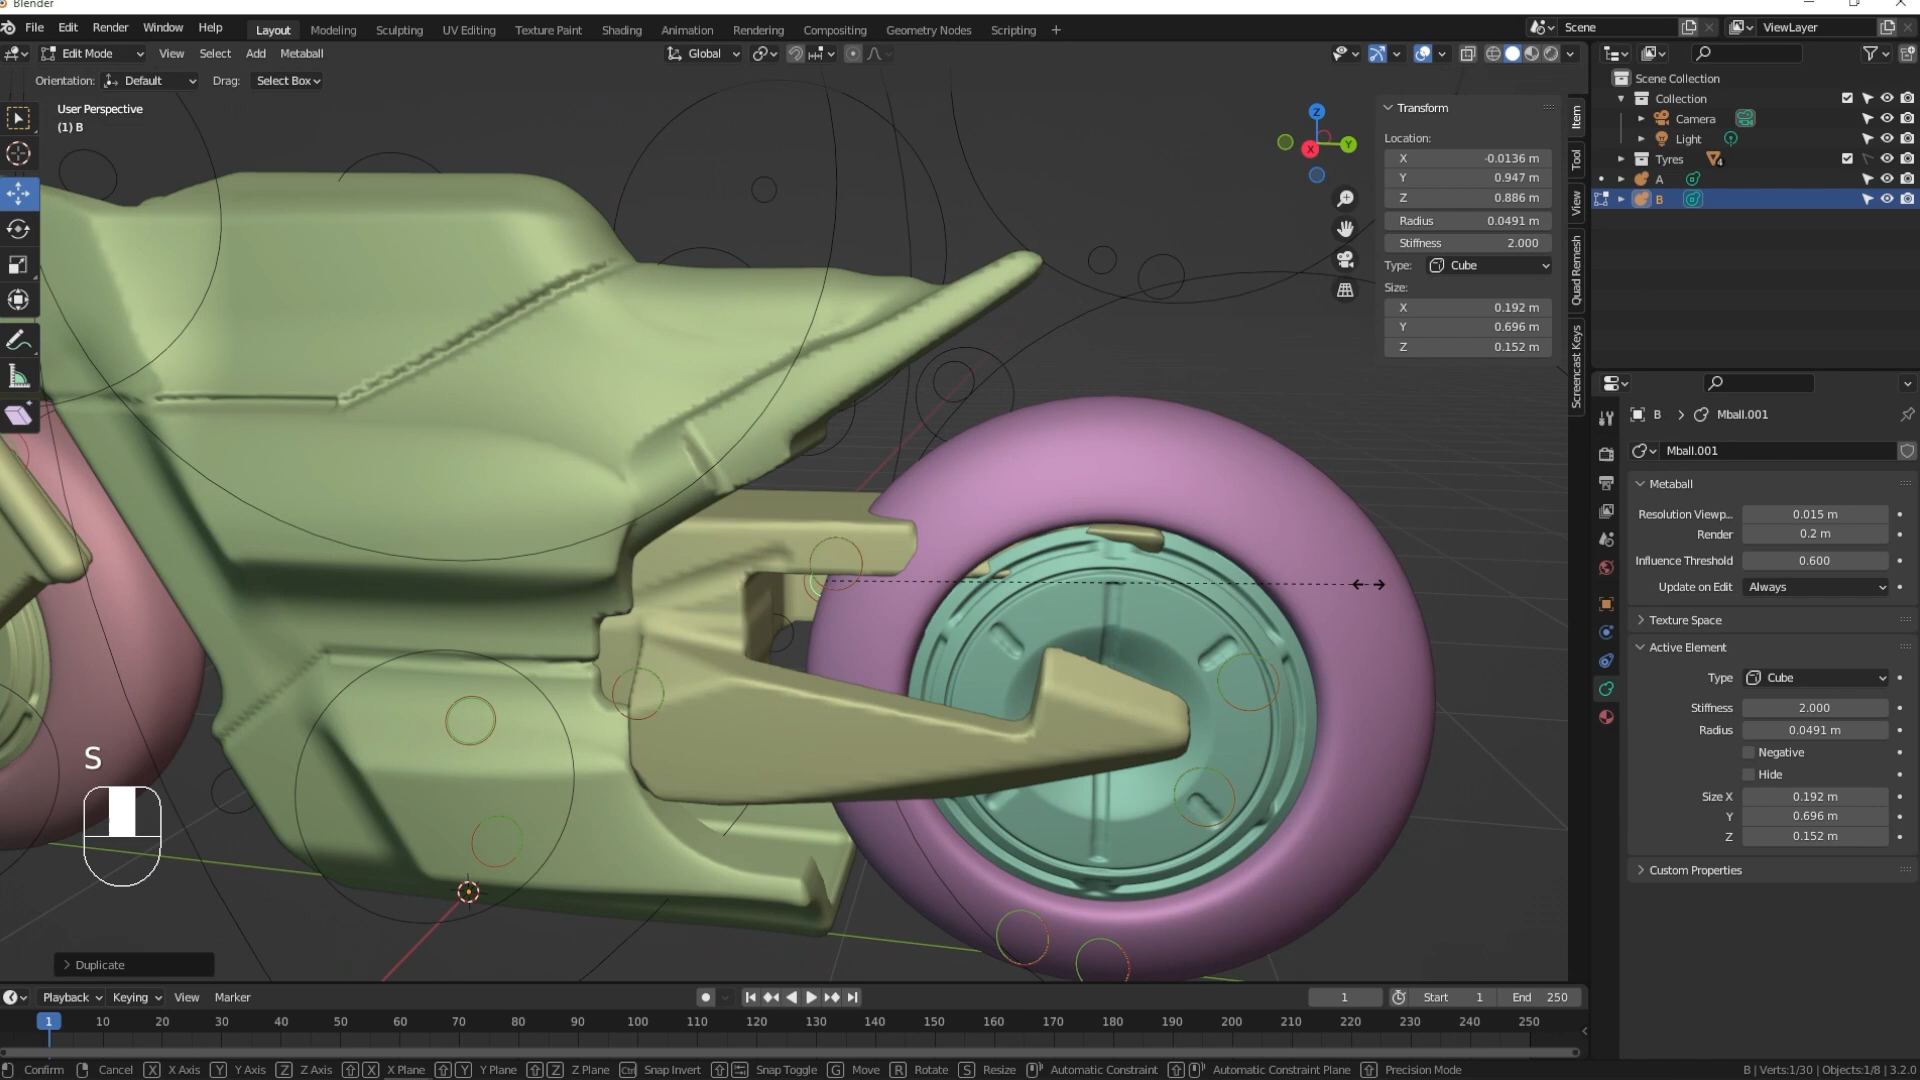 Blender
File Edit Render Window Help Layout Modeling Sculpting UV Editing Texture Paint Shading Animation Rendering Compositing Geometry Nodes Scripting + Scene ViewLayer
Edit Mode View Select Add Metaball Global
Orientation: Default Drag: Select Box
User Perspective
(1) B
Z
Y
X
Transform
Location:
X -0.0136 m
Y 0.947 m
Z 0.886 m
Radius 0.0491 m
Stiffness 2.000
Type: Cube
Size:
X 0.192 m
Y 0.696 m
Z 0.152 m
Item
Tool
View
Quad Remesh
Screencast Keys
Scene Collection
Collection
Camera
Light
Tyres 4
A
B
B > Mball.001
Mball.001
Metaball
Resolution Viewp... 0.015 m
Render 0.2 m
Influence Threshold 0.600
Update on Edit Always
Texture Space
Active Element
Type Cube
Stiffness 2.000
Radius 0.0491 m
Negative
Hide
Size X 0.192 m
Y 0.696 m
Z 0.152 m
Custom Properties
S
Duplicate
Playback Keying View Marker 1 Start 1 End 250
1 10 20 30 40 50 60 70 80 90 100 110 120 130 140 150 160 170 180 190 200 210 220 230 240 250
Confirm Cancel X X Axis Y Y Axis Z Z Axis X X Plane Y Y Plane Z Z Plane Ctrl Snap Invert Snap Toggle G Move R Rotate S Resize Automatic Constraint Automatic Constraint Plane Precision Mode B | Verts:1/30 | Objects:1/8 | 3.2.0